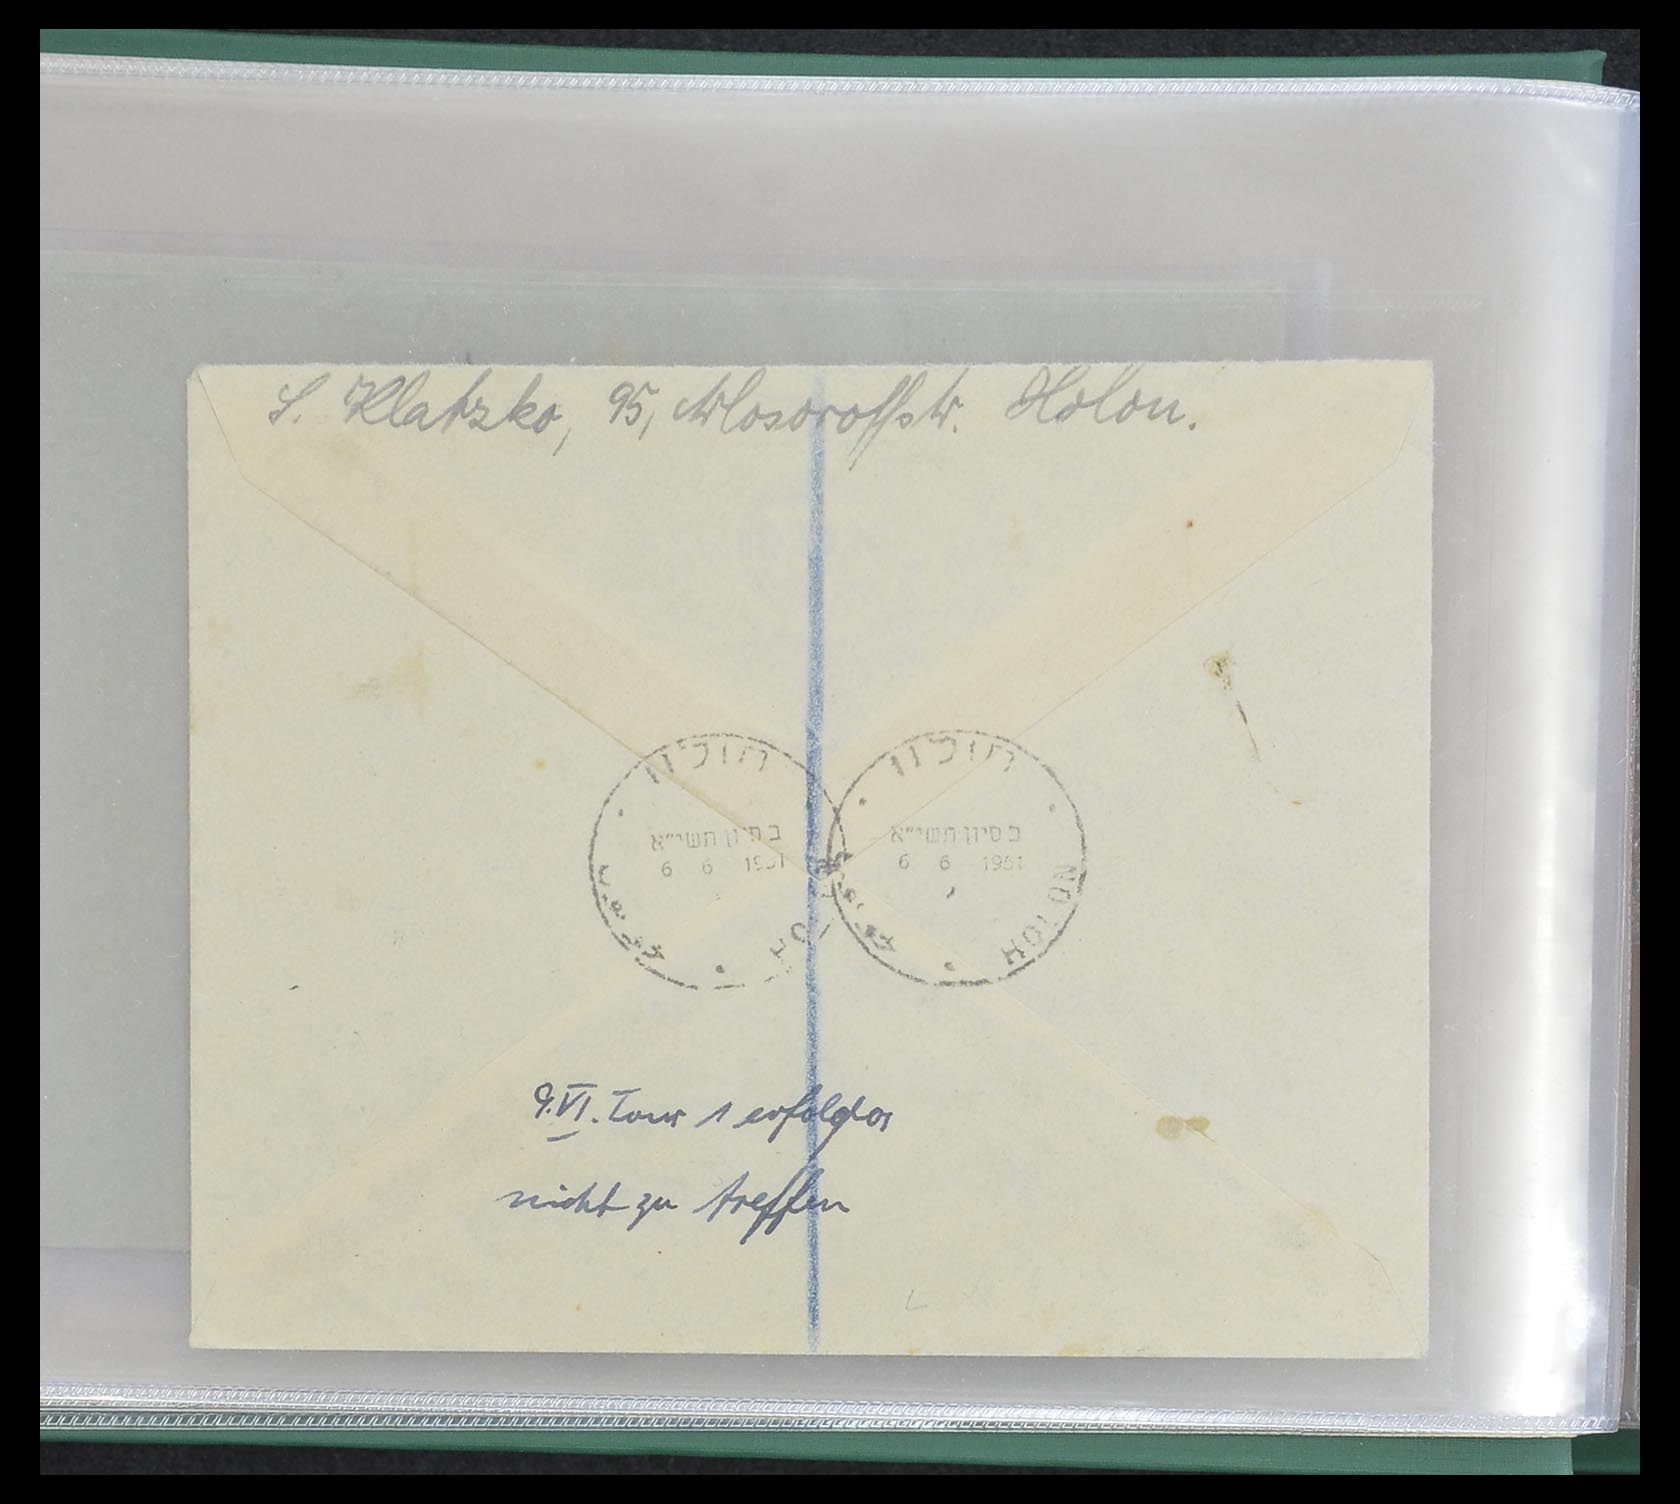 S. Klatzko, 95, Arlosoroffstr. Holon.
חולון
ב סיון תשי״א
6 6 1951
חולון
ב סיון תשי״א
6 6 1951
HOLON
9.VI. Tour 1 erfolglos
nicht zu treffen